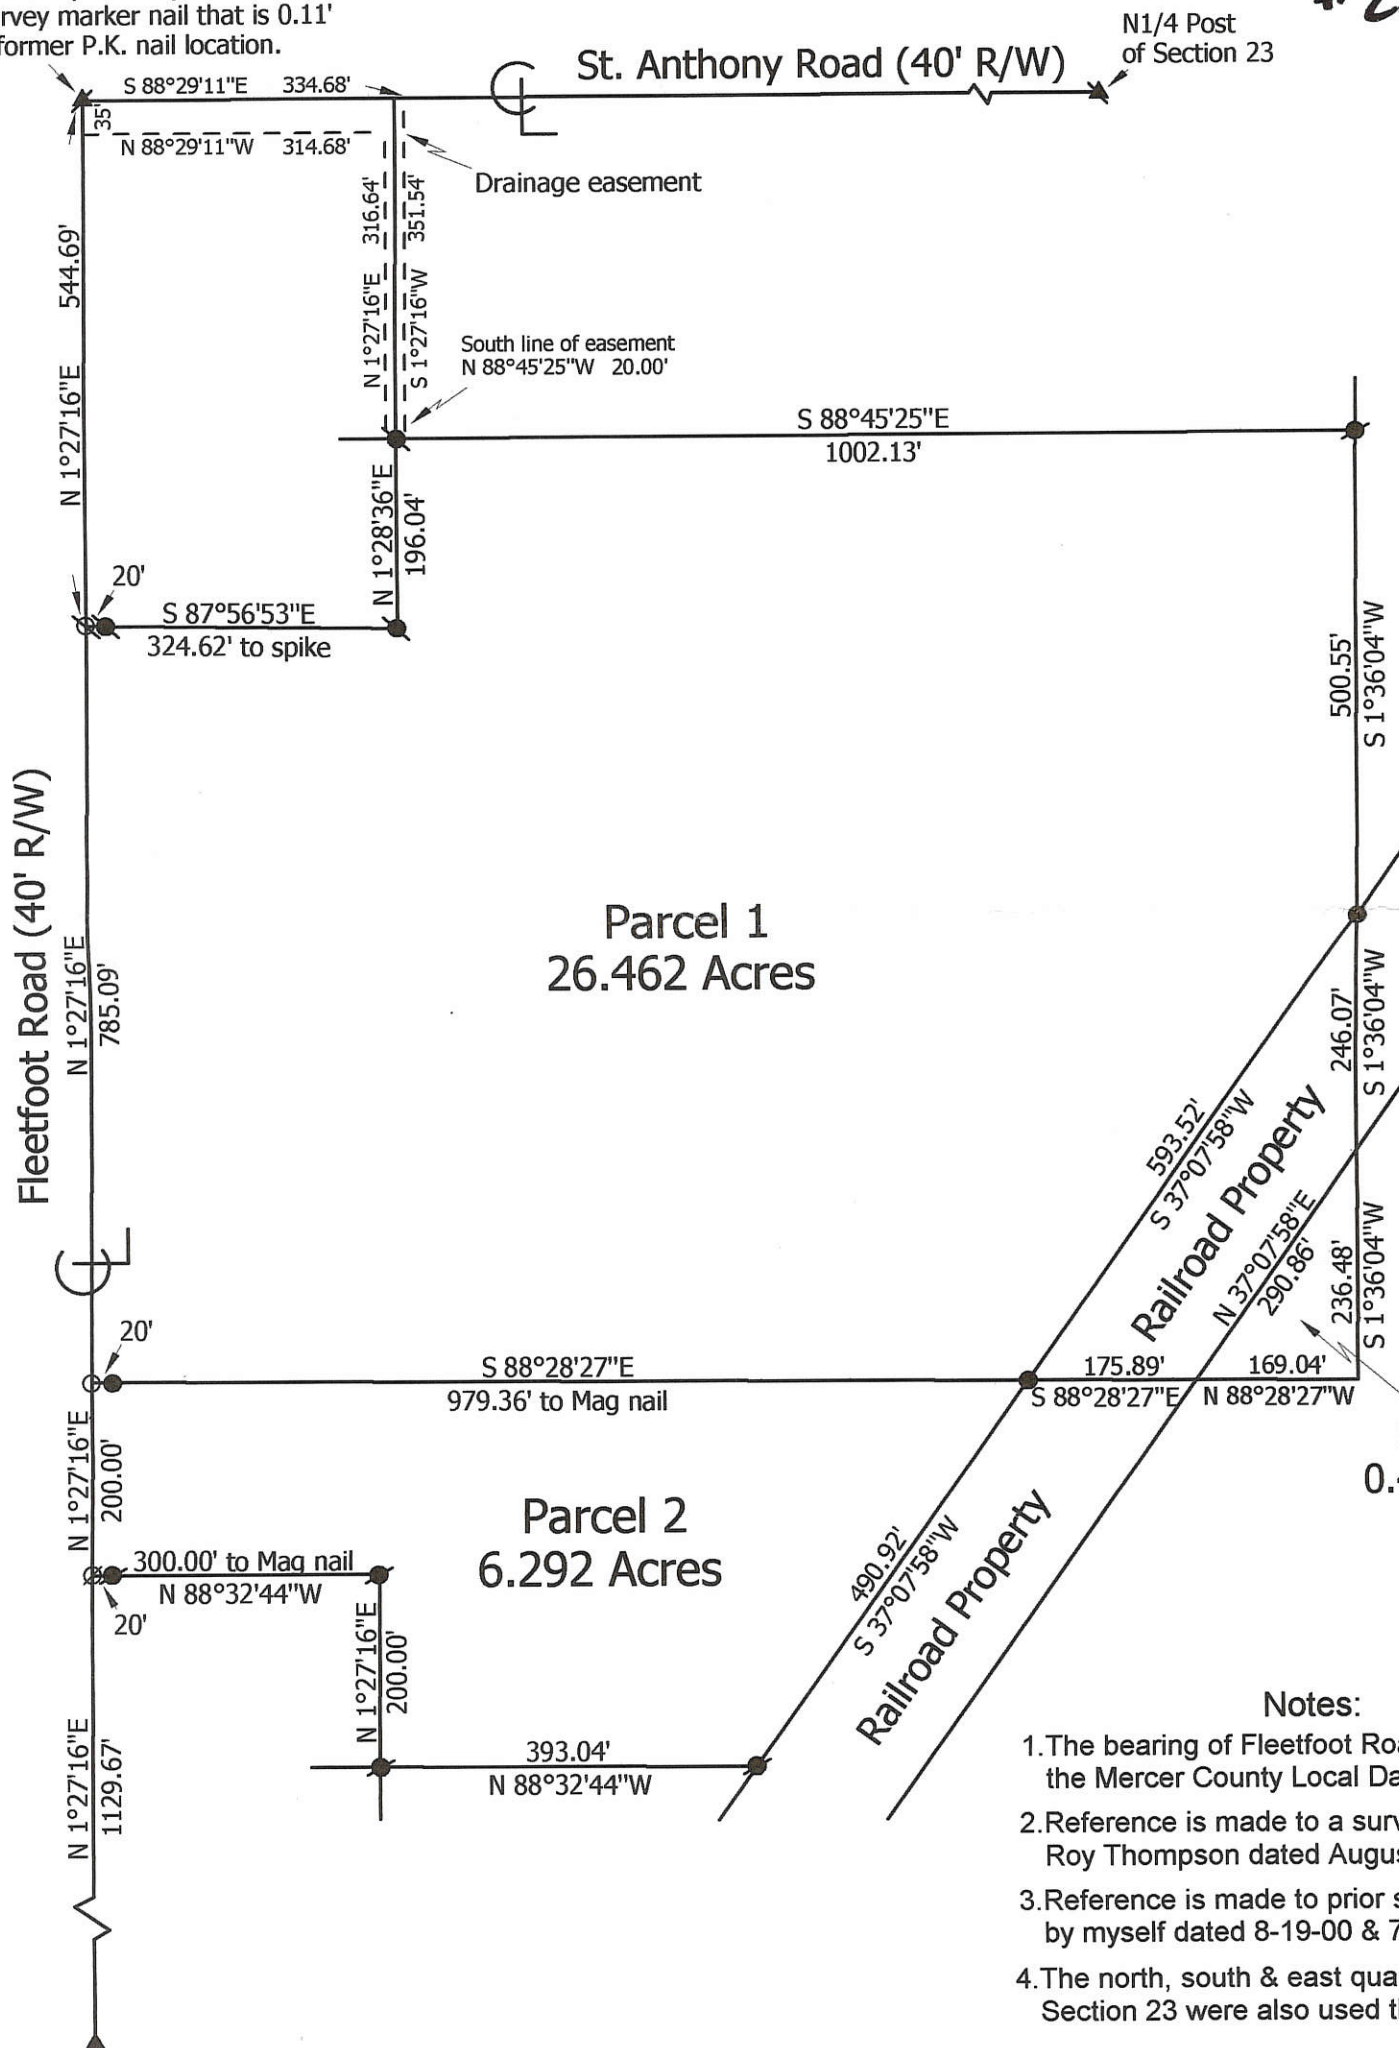 rvey marker nail that is 0.11'
former P.K. nail location.
N1/4 Post
of Section 23
St. Anthony Road (40' R/W)
S 88°29'11"E 334.68'
35'
N 88°29'11"W 314.68'
Drainage easement
316.64'
N 1°27'16"E
351.54'
S 1°27'16"W
544.69'
N 1°27'16"E
South line of easement
N 88°45'25"W 20.00'
S 88°45'25"E
1002.13'
N 1°28'36"E
196.04'
20'
S 87°56'53"E
324.62' to spike
500.55'
S 1°36'04"W
Fleetfoot Road (40' R/W)
N 1°27'16"E
785.09'
Parcel 1
26.462 Acres
246.07'
S 1°36'04"W
593.52'
S 37°07'58"W
Railroad Property
N 37°07'58"E
290.86'
236.48'
S 1°36'04"W
20'
S 88°28'27"E
979.36' to Mag nail
175.89'
S 88°28'27"E
169.04'
N 88°28'27"W
N 1°27'16"E
200.00'
0.
Parcel 2
6.292 Acres
490.92'
S 37°07'58"W
Railroad Property
300.00' to Mag nail
N 88°32'44"W
20'
N 1°27'16"E
200.00'
393.04'
N 88°32'44"W
N 1°27'16"E
1129.67'
Notes:
1.The bearing of Fleetfoot Ro
the Mercer County Local Da
2.Reference is made to a surv
Roy Thompson dated Augus
3.Reference is made to prior s
by myself dated 8-19-00 & 7
4.The north, south & east qua
Section 23 were also used t